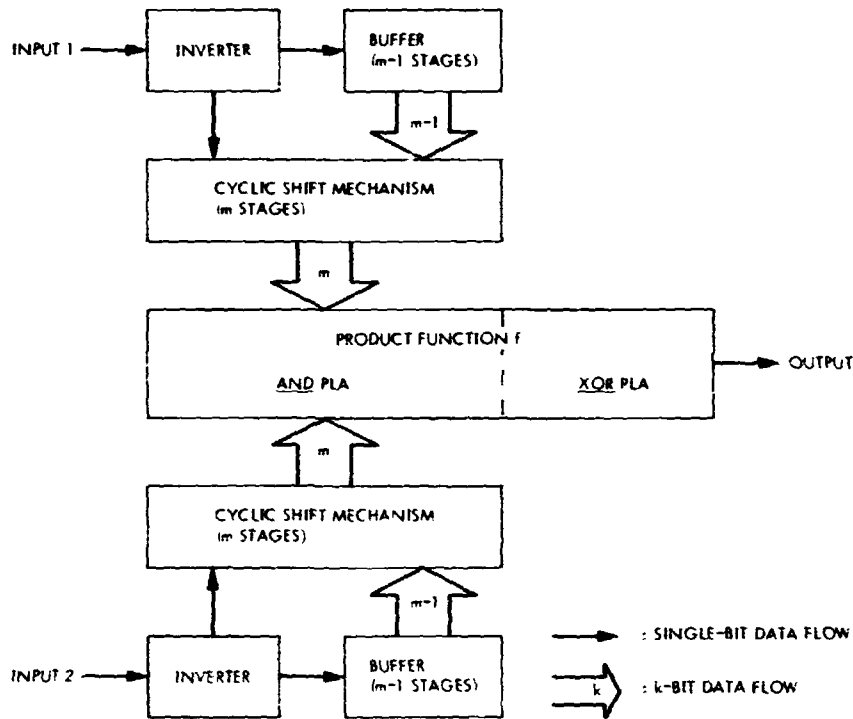 INPUT 1
INVERTER
BUFFER
(m-1 STAGES)
m-1
CYCLIC SHIFT MECHANISM
(m STAGES)
m
PRODUCT FUNCTION f
AND PLA
XOR PLA
OUTPUT
m
CYCLIC SHIFT MECHANISM
(m STAGES)
m-1
INPUT 2
INVERTER
BUFFER
(m-1 STAGES)
: SINGLE-BIT DATA FLOW
k
: k-BIT DATA FLOW